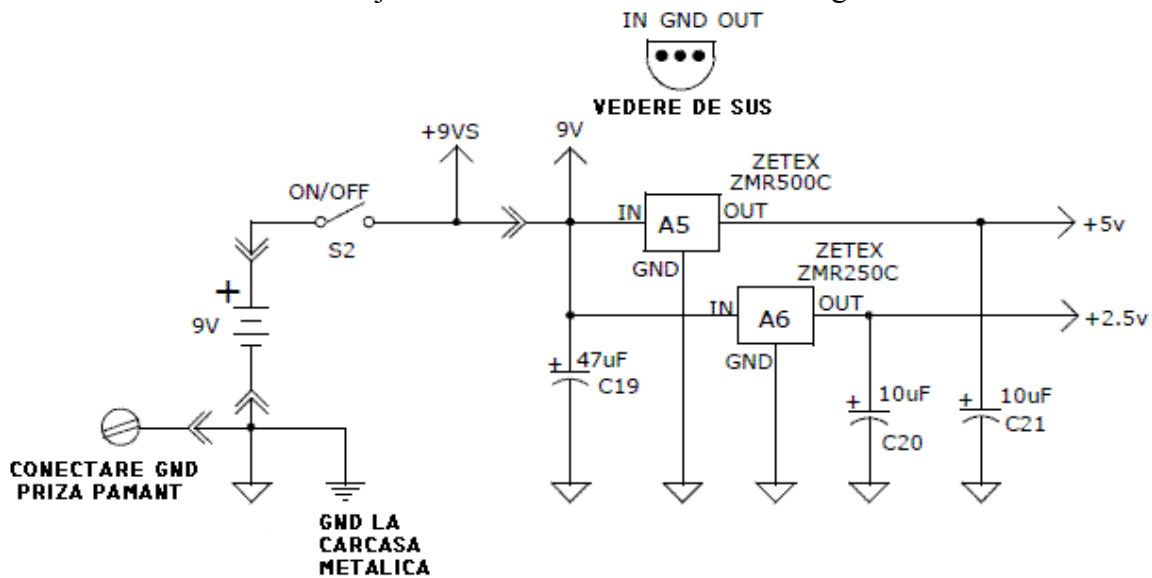 j
g
IN GND OUT
VEDERE DE SUS
+9VS
9V
ZETEX
ZMR500C
ON/OFF
S2
IN
A5
OUT
+5v
GND
ZETEX
ZMR250C
+
9V
IN
A6
OUT
+2.5v
GND
+
47uF
C19
+
10uF
C20
+
10uF
C21
CONECTARE GND
PRIZA PAMANT
GND LA
CARCASA
METALICA